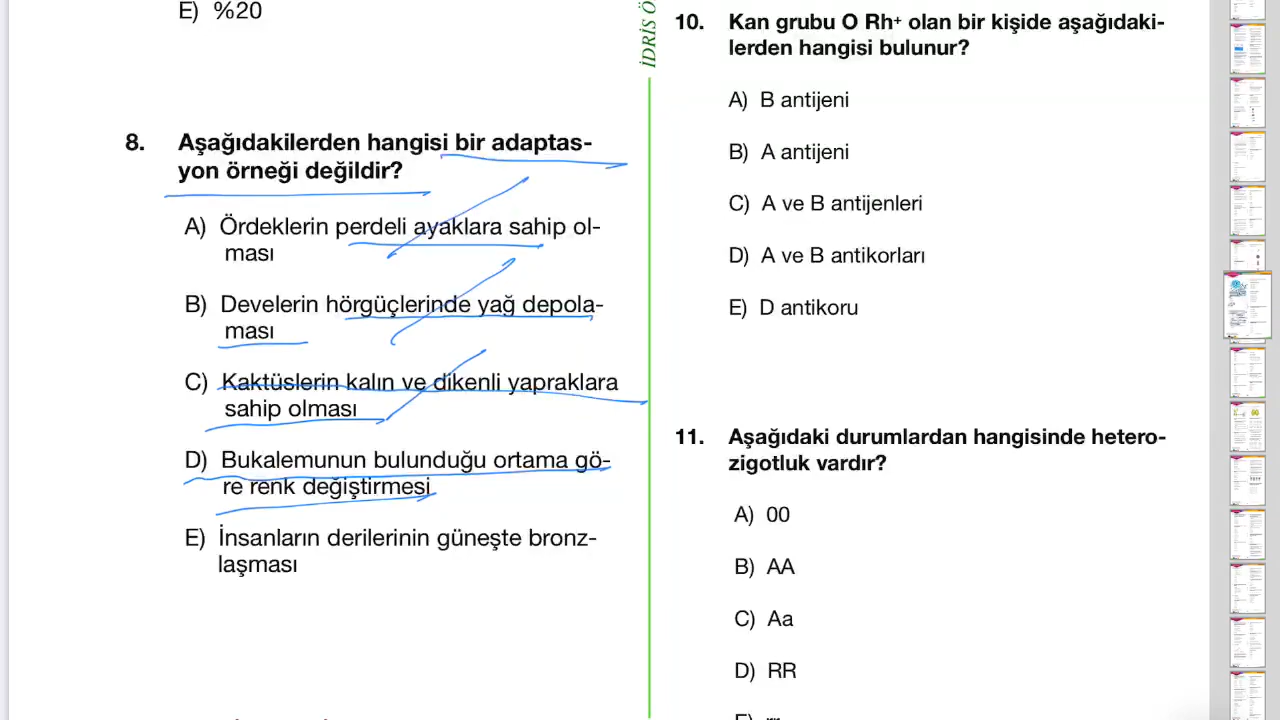 E) %20
8. Aşağıdakilerden hangisi bir adaptas-
yon örneği değildir?
A) Ördeklerin perdeli ayaklara sahip ol-
ması
B) Develerin hörgüçlerinde yağ depola-
ması
C) Kaktüslerin kalın ve dikenli yapraklara
sahip olması
D) Bukalemunun bulunduğu ortama gö-
re renk değiştirmesi
E) İnsanların derilerinin güneşte bronz-
laşması
İDRİS Ö
10. Kan grubu O Rh+ olan bir kişide aşağıdaki-
lerden hangisi bulunur?
A) B antijeni
B) A antijeni
C) A ve B antijenleri
D) A ve B antikorları
E) D antikoru
11. Aşağıdaki durumlardan hangisinde hetero-
zigotluk vardır?
A) 00
B) AA
C) Aa
D) RR